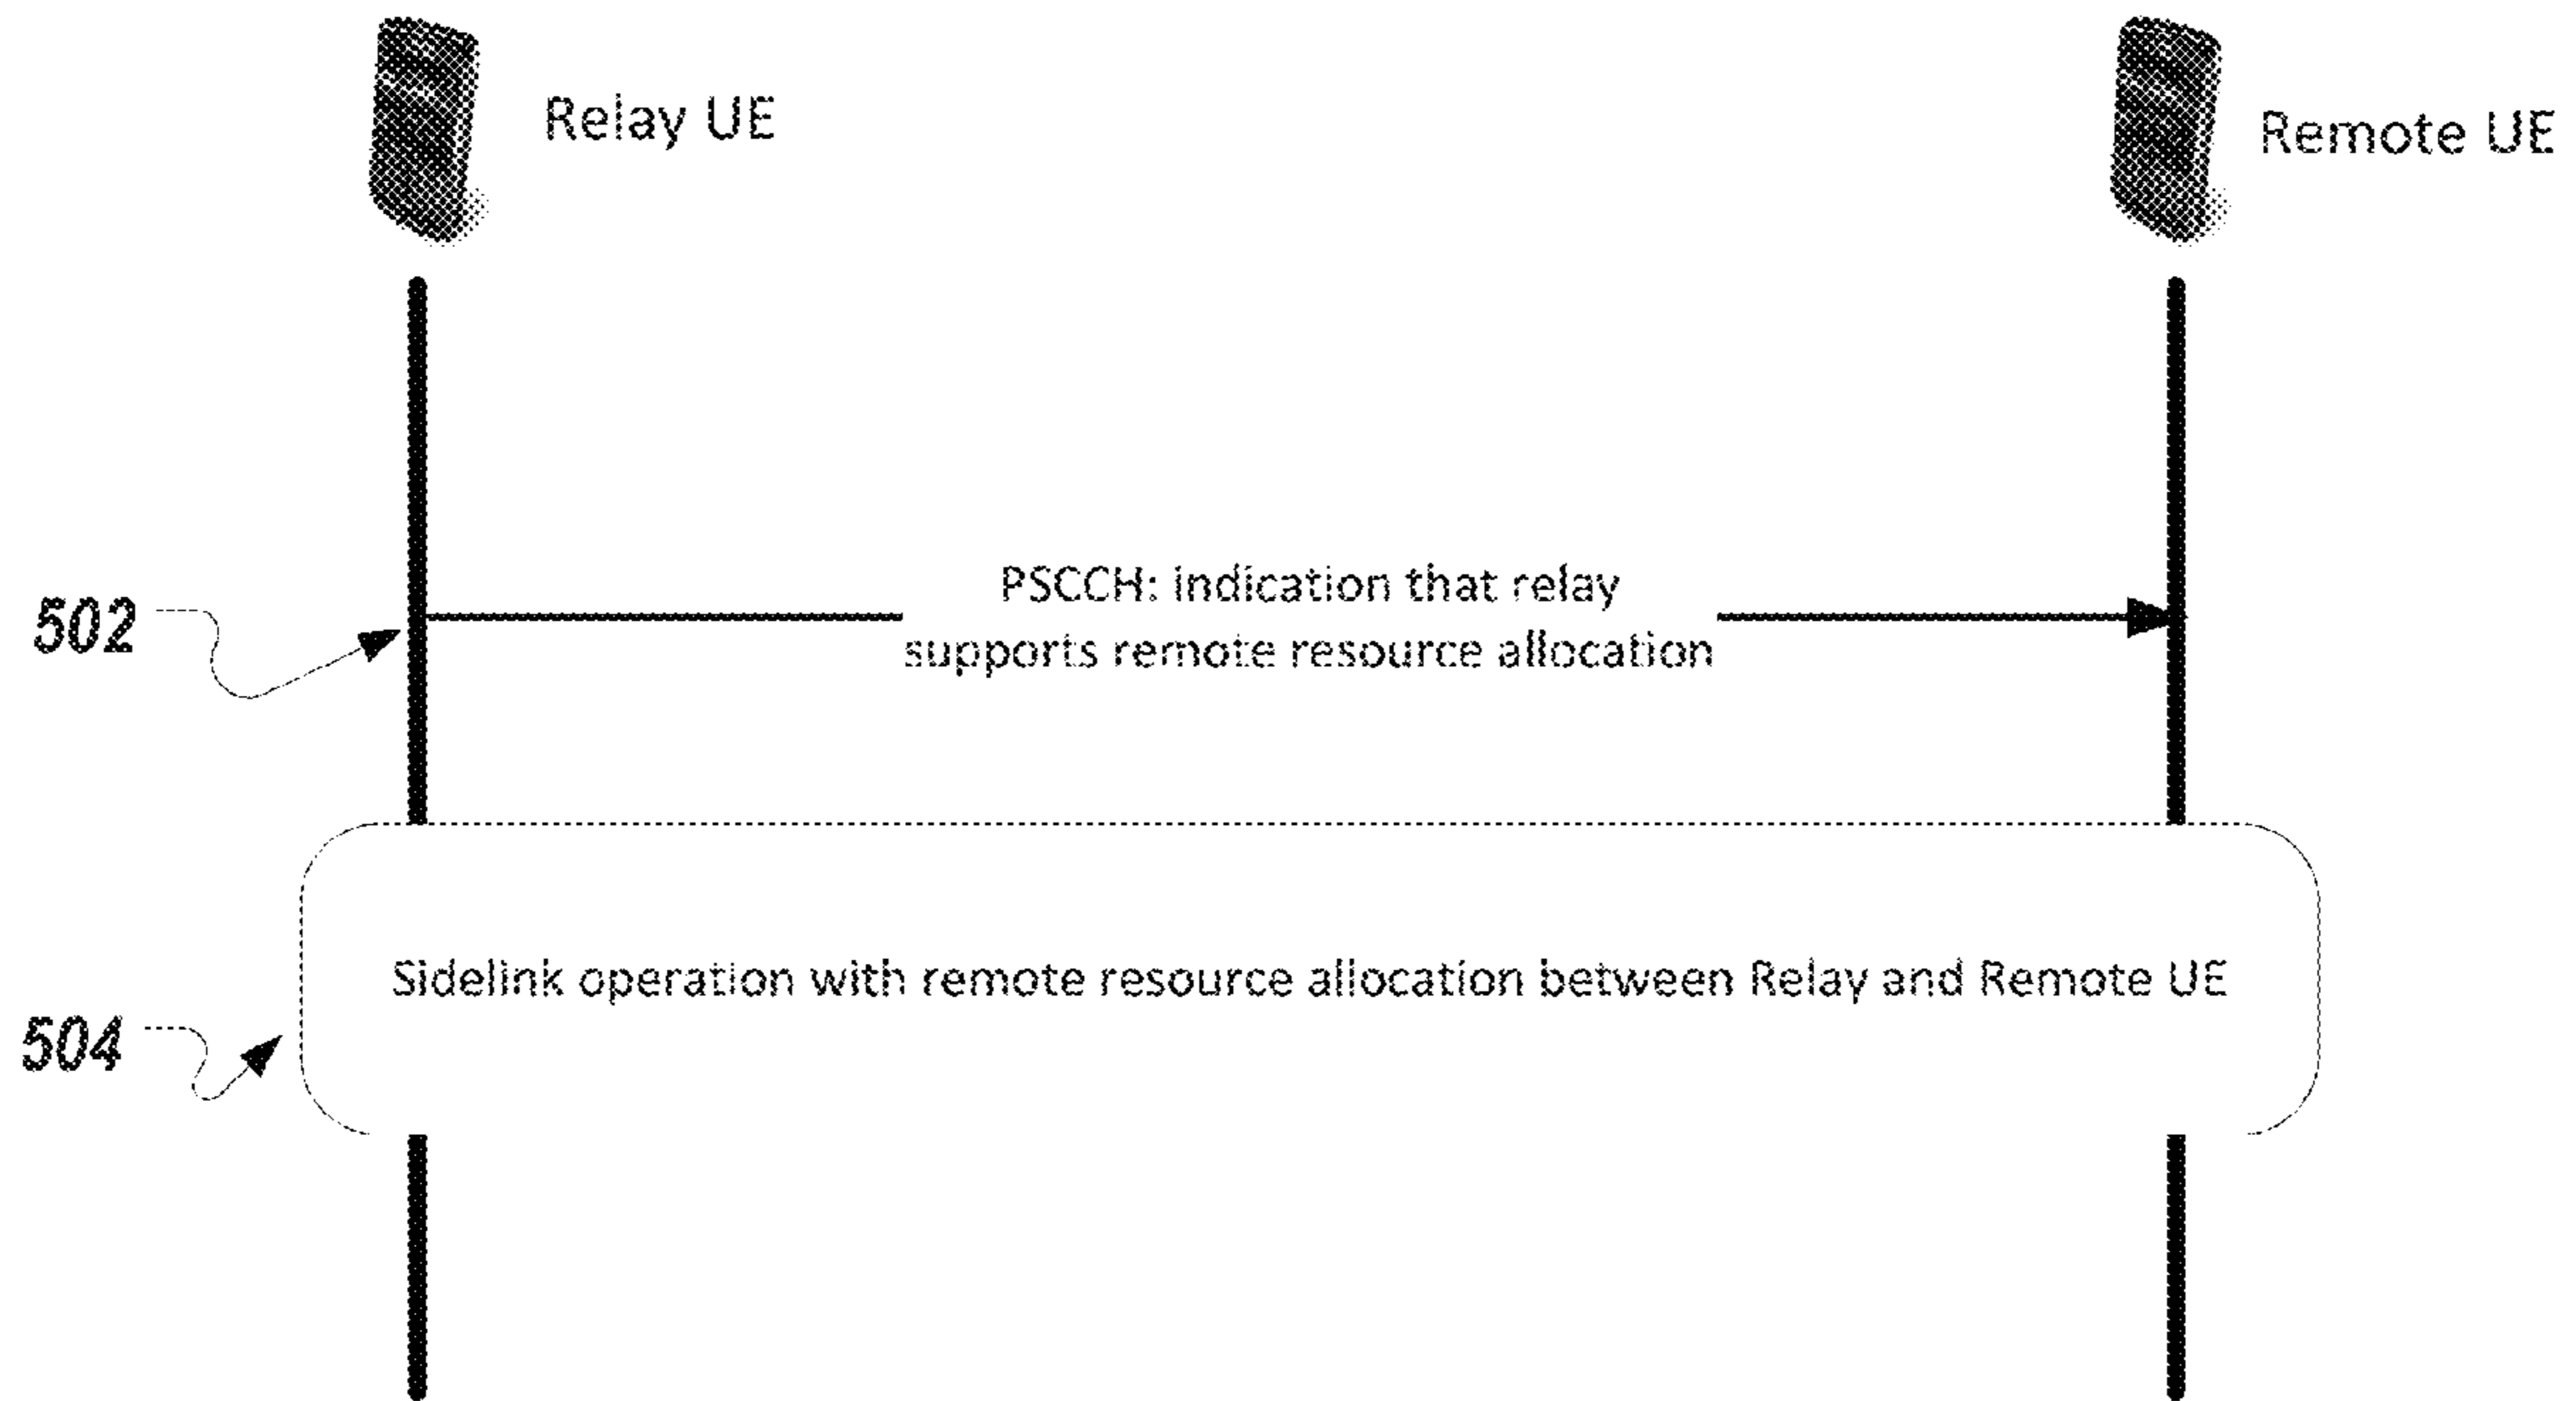 Relay UE
Remote UE
PSCCH: indication that relay
supports remote resource allocation
502
Sidelink operation with remote resource allocation between Relay and Remote UE
504